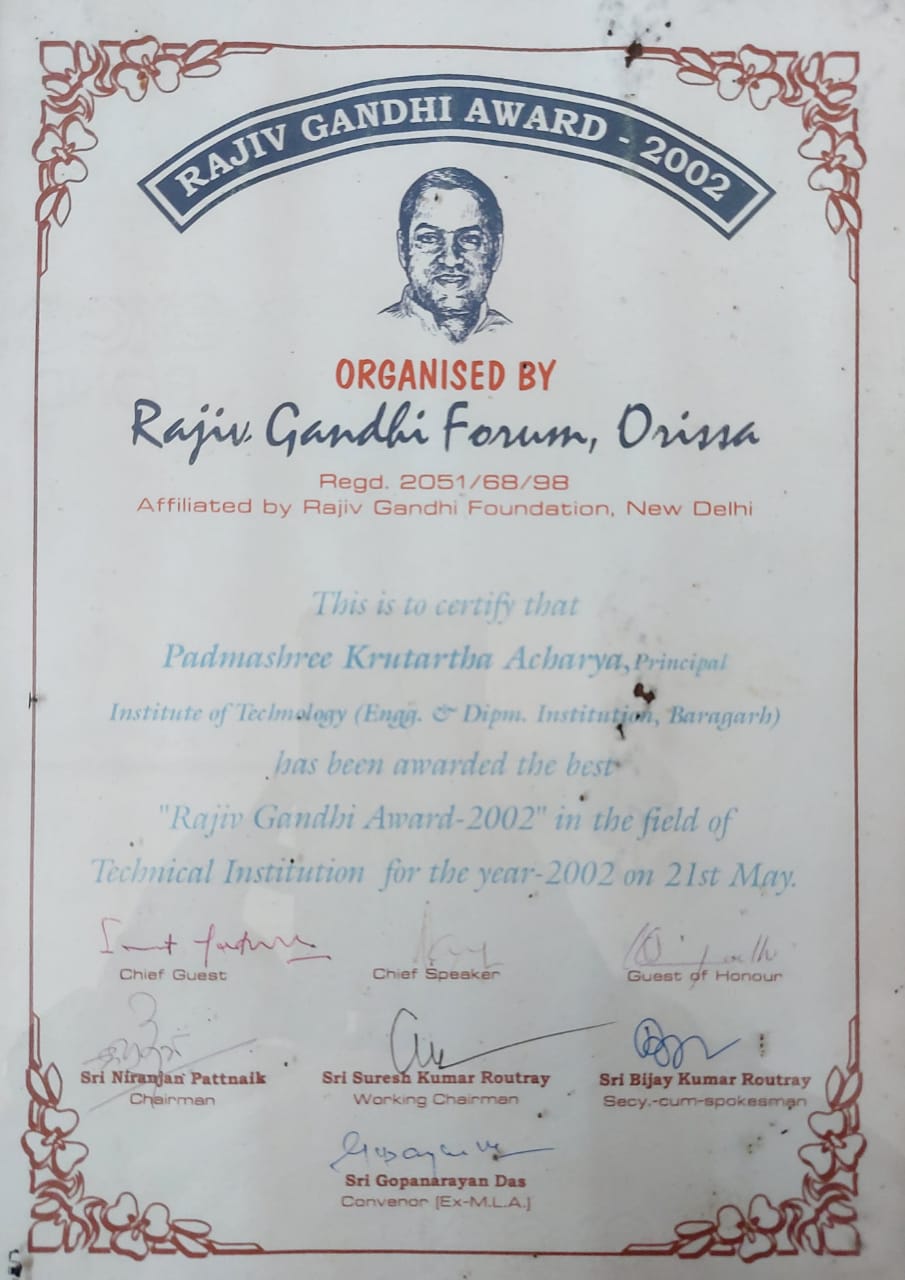 RAJIV GANDHI AWARD - 2002
ORGANISED BY
Rajiv Gandhi Forum, Orissa
Regd. 2051/68/98
Affiliated by Rajiv Gandhi Foundation, New Delhi
This is to certify that
Padmashree Krutartha Acharya, Principal
Institute of Technology (Engg. & Dipm. Institution, Baragarh)
has been awarded the best
"Rajiv Gandhi Award-2002" in the field of
Technical Institution for the year-2002 on 21st May.
Chief Guest Chief Speaker Guest of Honour
Sri Niranjan Pattnaik Sri Suresh Kumar Routray Sri Bijay Kumar Routray
Chairman Working Chairman Secy.-cum-spokesman
Sri Gopanarayan Das
Convenor (Ex-M.L.A.)